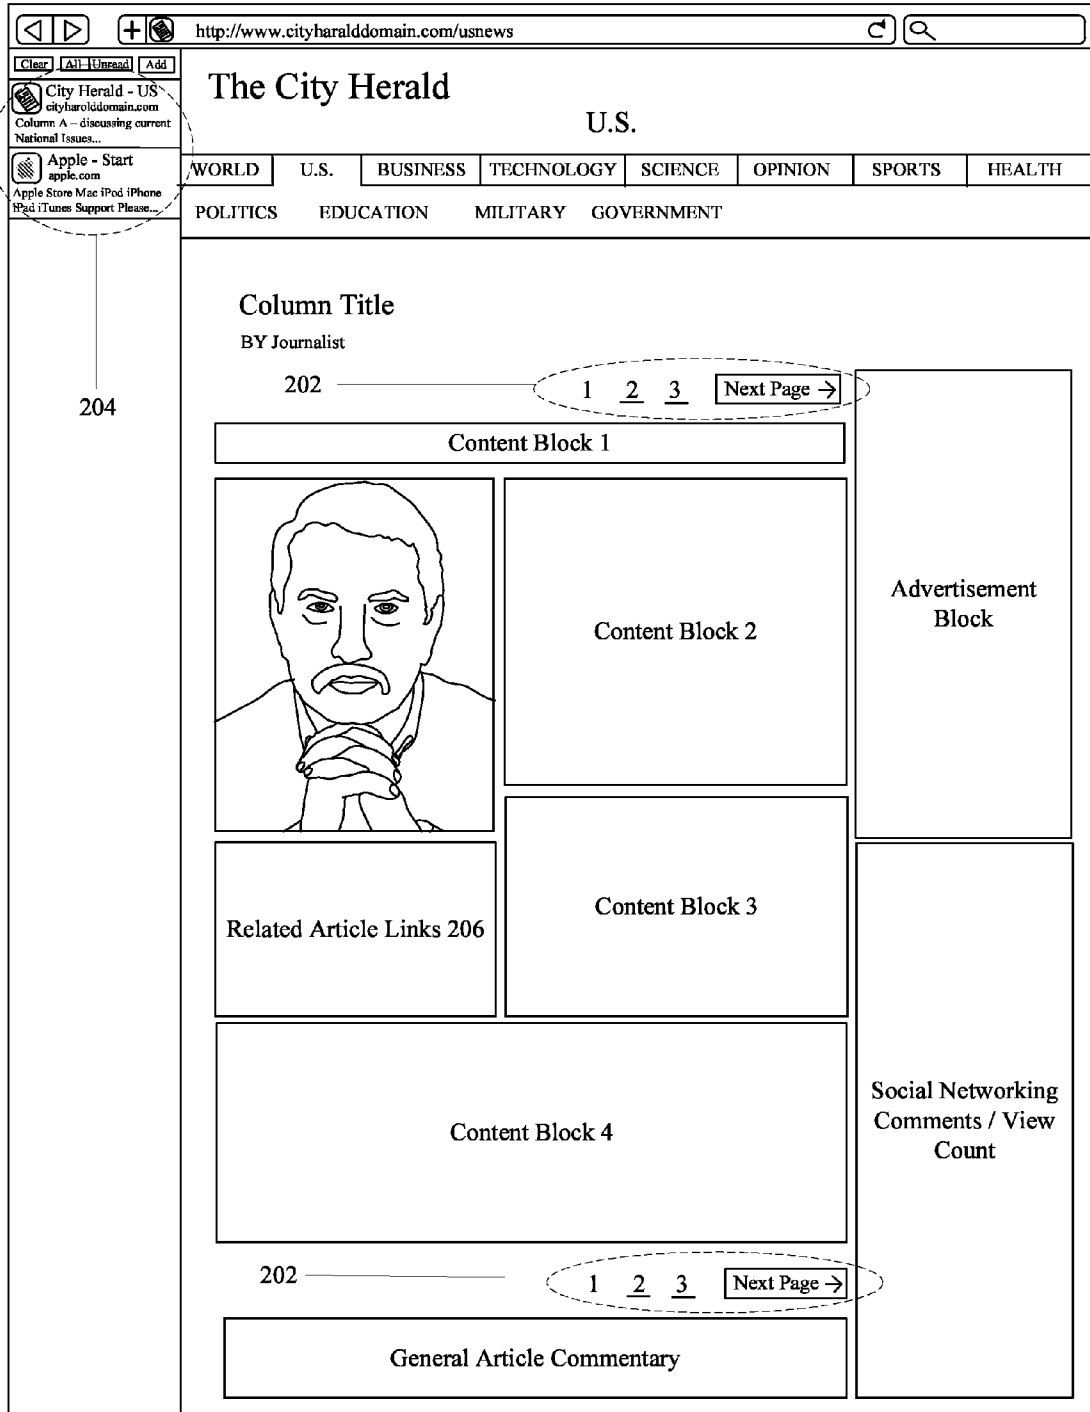 http://www.cityharalddomain.com/usnews
Clear All Unread Add
City Herald - US
cityharolddomain.com
Column A – discussing current
National Issues...
Apple - Start
apple.com
Apple Store Mac iPod iPhone
iPad iTunes Support Please...
204
The City Herald
U.S.
WORLD U.S. BUSINESS TECHNOLOGY SCIENCE OPINION SPORTS HEALTH
POLITICS EDUCATION MILITARY GOVERNMENT
Column Title
BY Journalist
202 1 2 3 Next Page →
Content Block 1
Content Block 2
Advertisement
Block
Content Block 3
Related Article Links 206
Content Block 4
Social Networking
Comments / View
Count
202 1 2 3 Next Page →
General Article Commentary